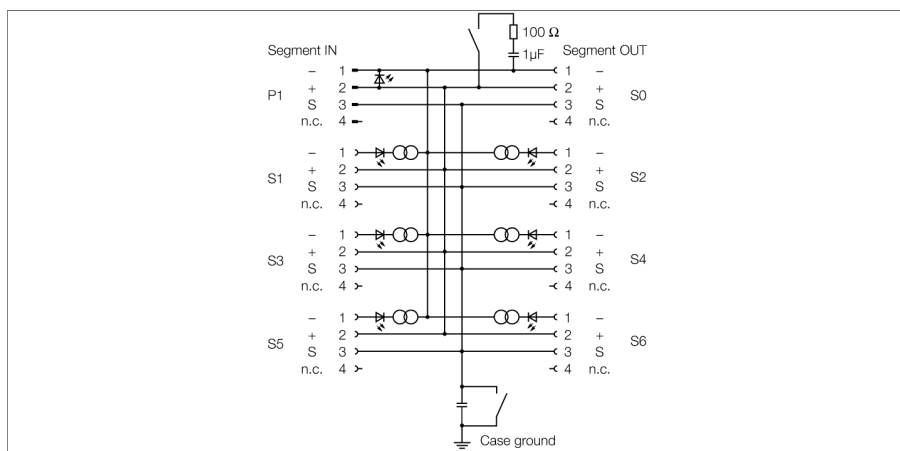 100 Ω
Segment IN 1µF Segment OUT
– 1 1 –
P1 + 2 2 + S0
S 3 3 S
n.c. 4 4 n.c.
– 1 1 –
S1 + 2 2 + S2
S 3 3 S
n.c. 4 4 n.c.
– 1 1 –
S3 + 2 2 + S4
S 3 3 S
n.c. 4 4 n.c.
– 1 1 –
S5 + 2 2 + S6
S 3 3 S
n.c. 4 4 n.c.
Case ground